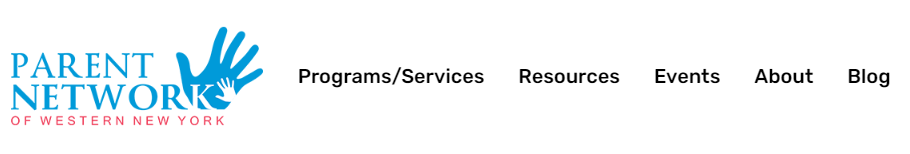 PARENT
NETWORK
OF WESTERN NEW YORK
Programs/Services Resources Events About Blog